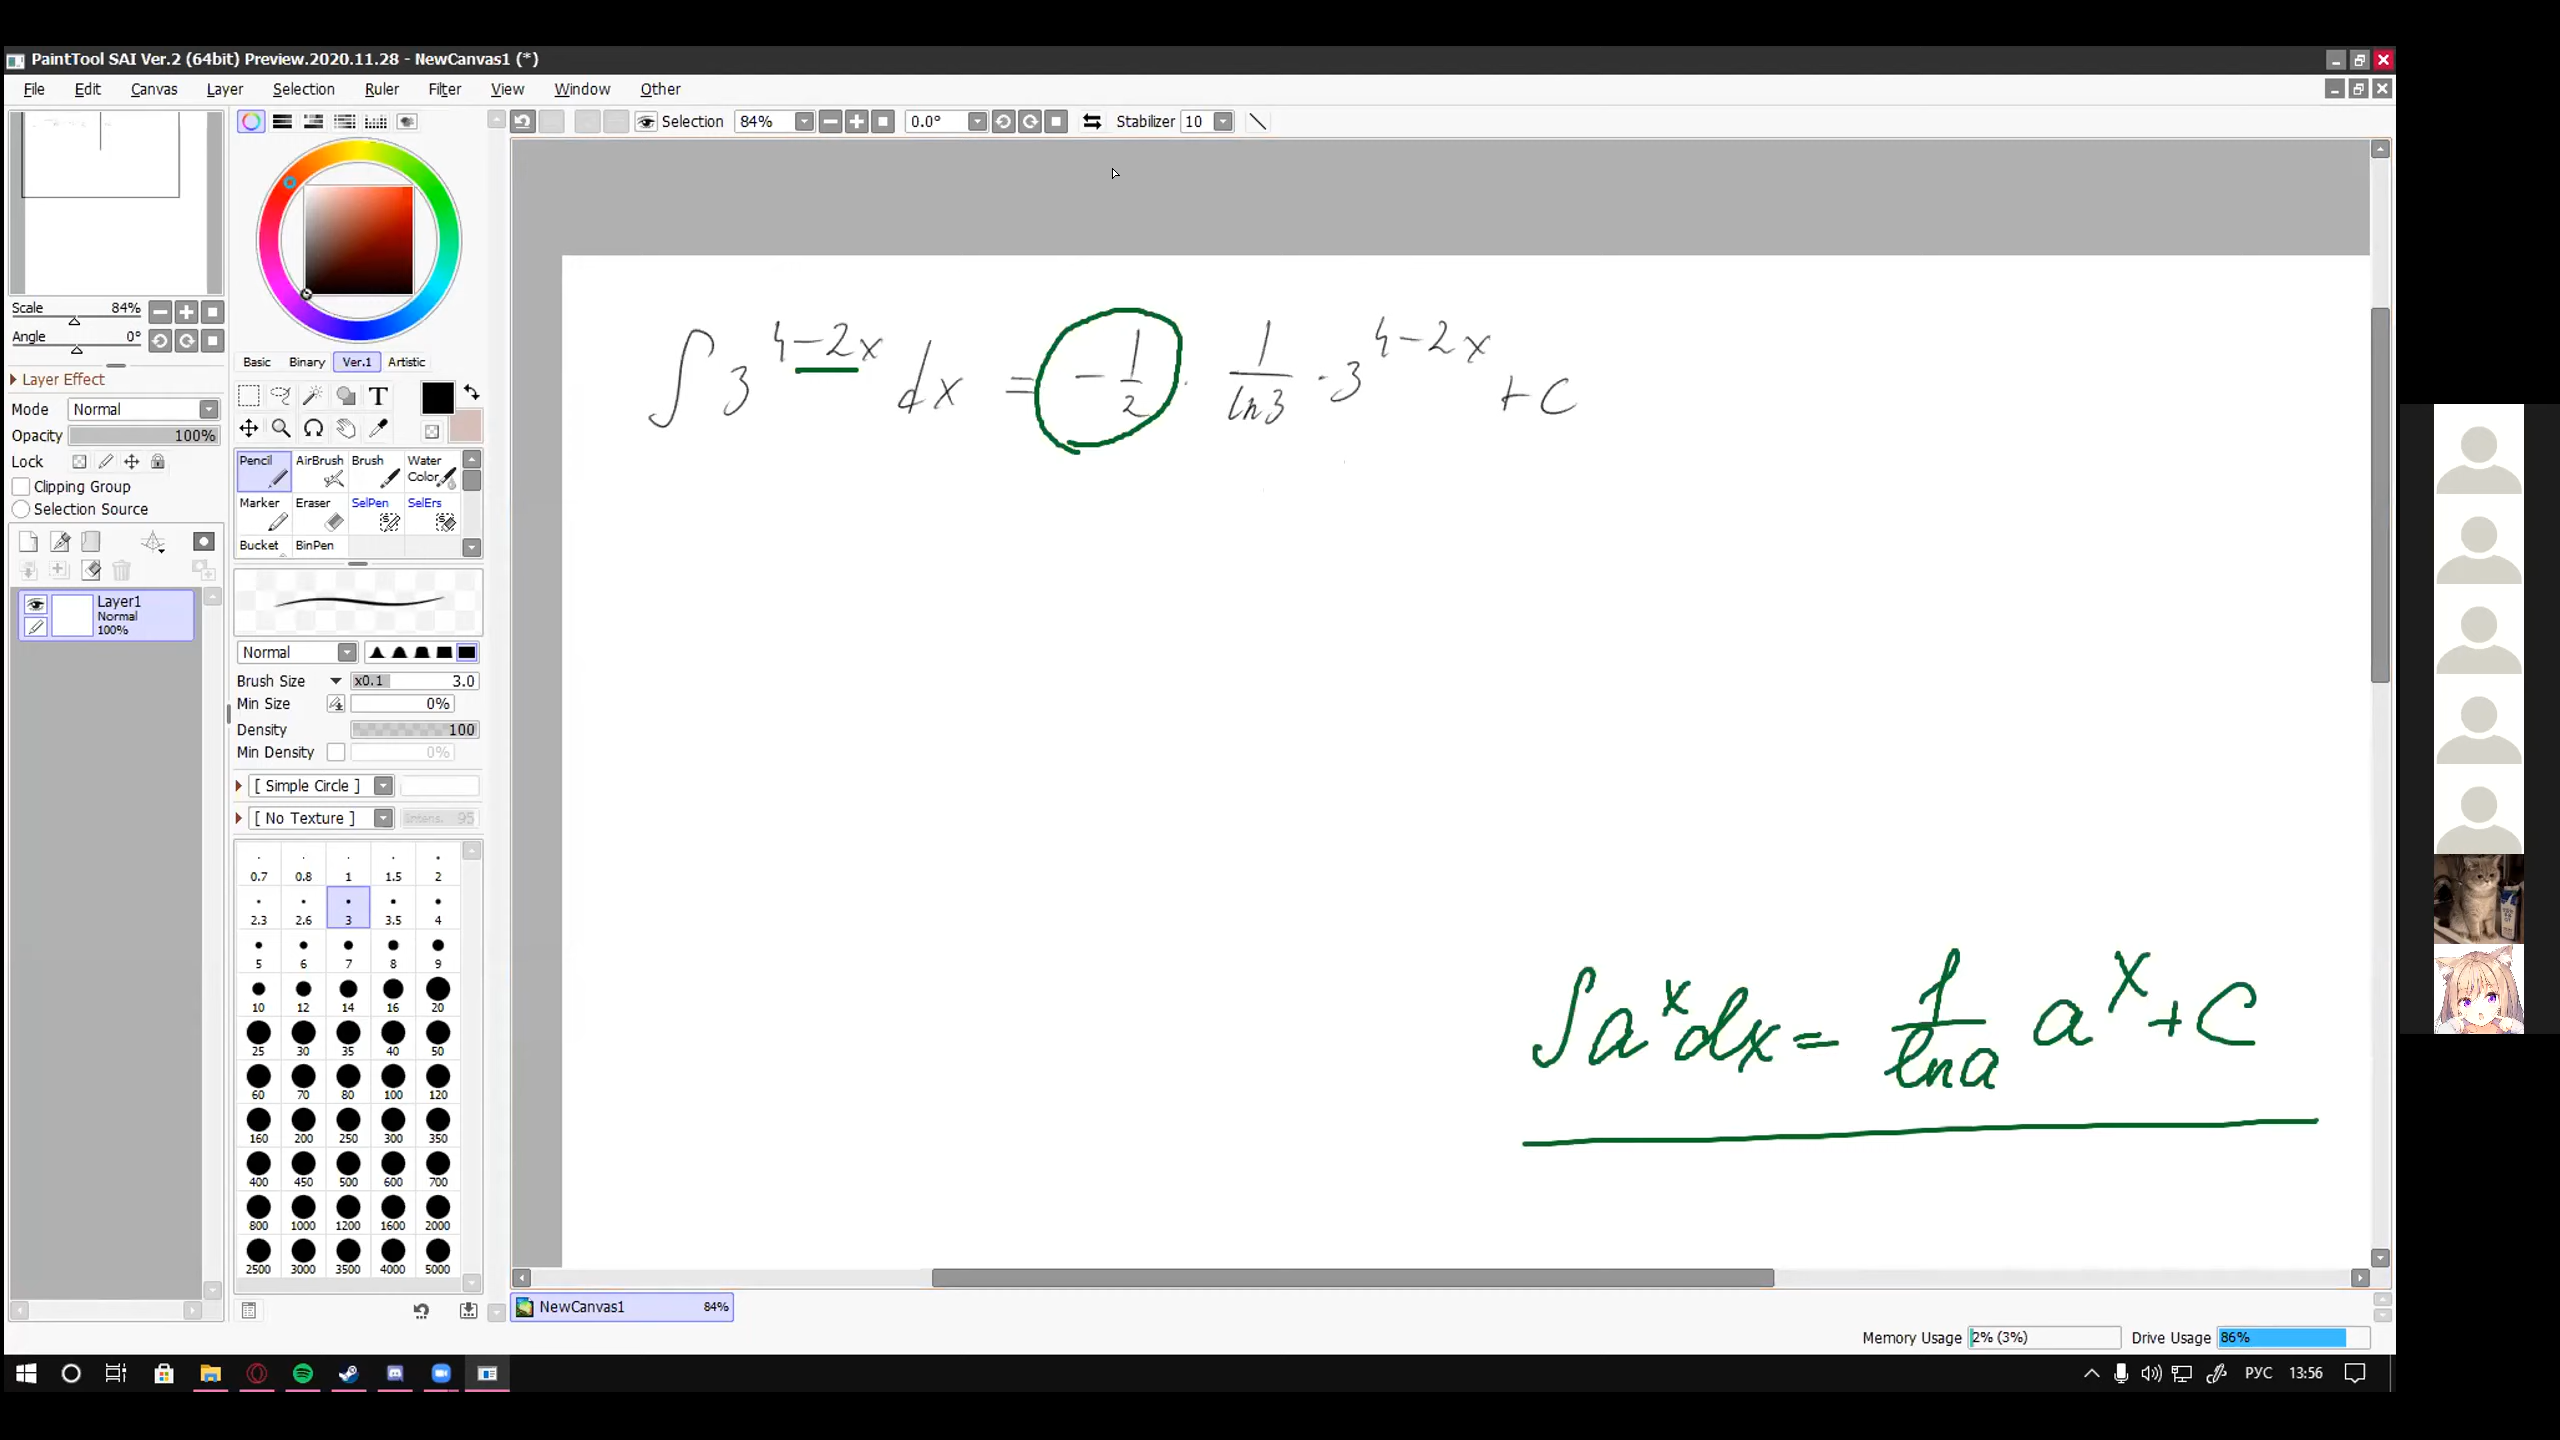 PaintTool SAI Ver.2 (64bit) Preview.2020.11.28 - NewCanvas1 (*)
File Edit Canvas Layer Selection Ruler Filter View Window Other
Selection 84% 0.0° Stabilizer 10
Scale 84%
Angle 0°
Layer Effect
Mode Normal
Opacity 100%
Lock
Clipping Group
Selection Source
Layer1
Normal
100%
Basic Binary Ver.1 Artistic
T
Pencil AirBrush Brush Water Color
Marker Eraser SelPen SelErs
Bucket BinPen
Normal
Brush Size x0.1 3.0
Min Size 0%
Density 100
Min Density 0%
[ Simple Circle ]
[ No Texture ] Intens. 95
0.7 0.8 1 1.5 2
2.3 2.6 3 3.5 4
5 6 7 8 9
10 12 14 16 20
25 30 35 40 50
60 70 80 100 120
160 200 250 300 350
400 450 500 600 700
800 1000 1200 1600 2000
2500 3000 3500 4000 5000
∫ 3^{4-2x} dx = -\frac{1}{2} · \frac{1}{ln3} · 3^{4-2x} + C
∫ a^x dx = \frac{1}{lna} a^x + C
NewCanvas1 84%
Memory Usage 2% (3%) Drive Usage 86%
РУС 13:56